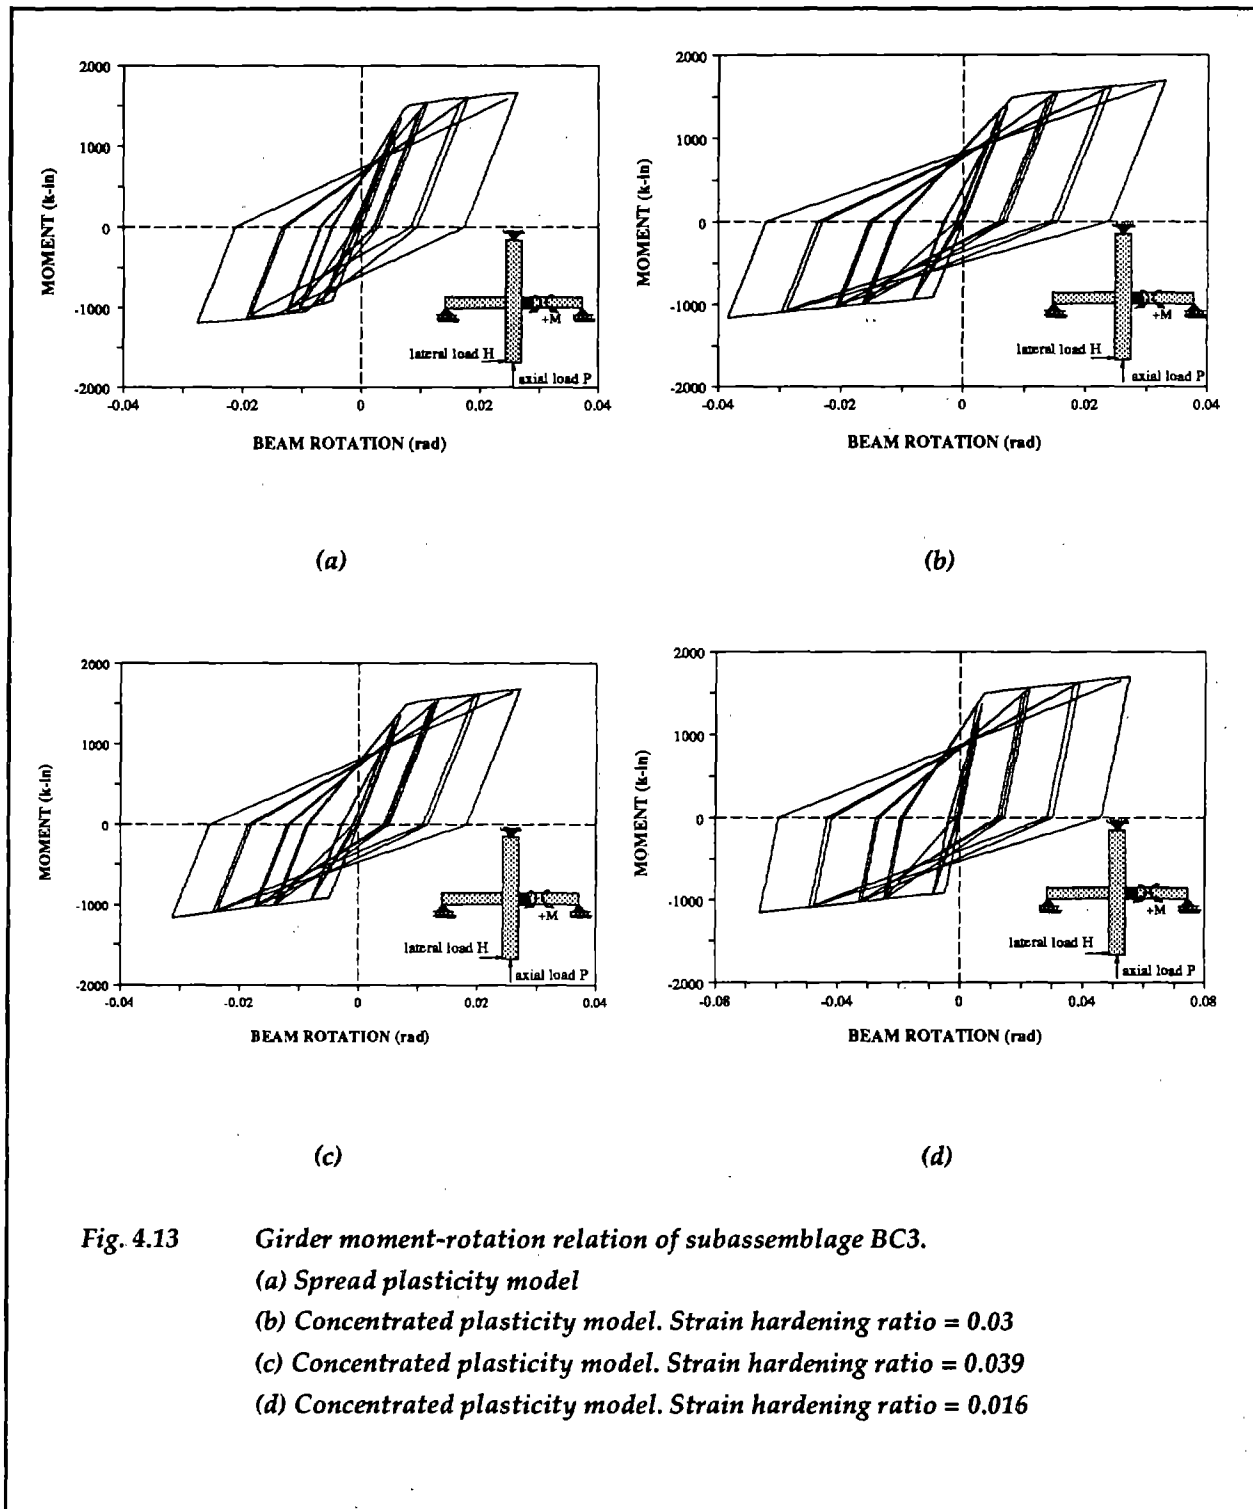 2000
1000
0
-1000
-2000
MOMENT (k-in)
-0.04
-0.02
0
0.02
0.04
BEAM ROTATION (rad)
+M
lateral load H
axial load P
(a)
2000
1000
0
-1000
-2000
MOMENT (k-in)
-0.04
-0.02
0
0.02
0.04
BEAM ROTATION (rad)
+M
lateral load H
axial load P
(b)
2000
1000
0
-1000
-2000
MOMENT (k-in)
-0.04
-0.02
0
0.02
0.04
BEAM ROTATION (rad)
+M
lateral load H
axial load P
(c)
2000
1000
0
-1000
-2000
MOMENT (k-in)
-0.08
-0.04
0
0.04
0.08
BEAM ROTATION (rad)
+M
lateral load H
axial load P
(d)
Fig. 4.13 Girder moment-rotation relation of subassemblage BC3.
(a) Spread plasticity model
(b) Concentrated plasticity model. Strain hardening ratio = 0.03
(c) Concentrated plasticity model. Strain hardening ratio = 0.039
(d) Concentrated plasticity model. Strain hardening ratio = 0.016